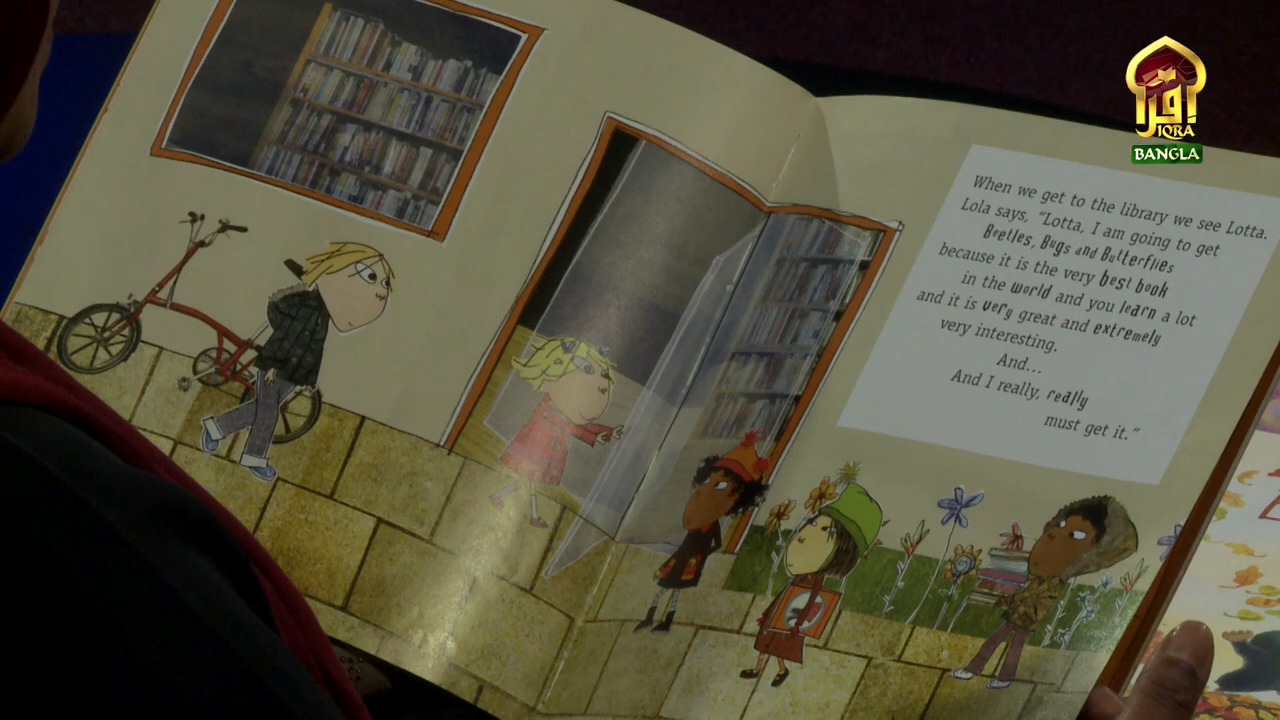 اقرأ
IQRA
BANGLA
When we get to the library we see Lotta.
Lola says, "Lotta, I am going to get
Beetles, Bugs and Butterflies
because it is the very best book
in the world and you learn a lot
and it is very great and extremely
very interesting.
And...
And I really, really
must get it."